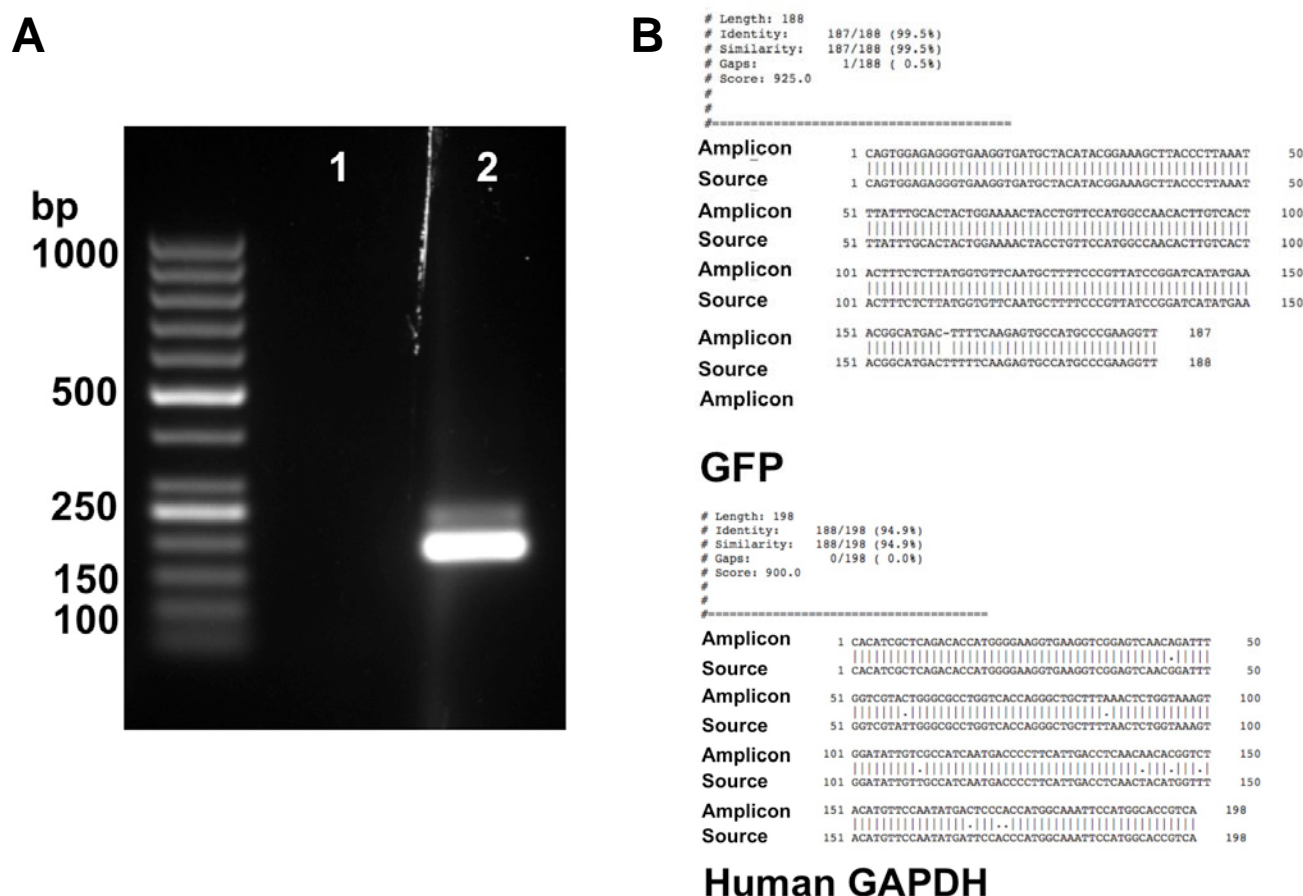 A
B
1 2
bp
1000
500
250
150
100
# Length: 188
# Identity: 187/188 (99.5%)
# Similarity: 187/188 (99.5%)
# Gaps: 1/188 ( 0.5%)
# Score: 925.0
#
#
#=======================================
Amplicon 1 CAGTGGAGAGGGTGAAGGTGATGCTACATACGGAAAGCTTACCCTTAAAT 50
Source 1 CAGTGGAGAGGGTGAAGGTGATGCTACATACGGAAAGCTTACCCTTAAAT 50
Amplicon 51 TTATTTGCACTACTGGAAAACTACCTGTTCCATGGCCAACACTTGTCACT 100
Source 51 TTATTTGCACTACTGGAAAACTACCTGTTCCATGGCCAACACTTGTCACT 100
Amplicon 101 ACTTTCTCTTATGGTGTTCAATGCTTTTCCCGTTATCCGGATCATATGAA 150
Source 101 ACTTTCTCTTATGGTGTTCAATGCTTTTCCCGTTATCCGGATCATATGAA 150
Amplicon 151 ACGGCATGAC-TTTTCAAGAGTGCCATGCCCGAAGGTT 187
Source 151 ACGGCATGACTTTTTCAAGAGTGCCATGCCCGAAGGTT 188
Amplicon
GFP
# Length: 198
# Identity: 188/198 (94.9%)
# Similarity: 188/198 (94.9%)
# Gaps: 0/198 ( 0.0%)
# Score: 900.0
#
#
#=======================================
Amplicon 1 CACATCGCTCAGACACCATGGGGAAGGTGAAGGTCGGAGTCAACAGATTT 50
Source 1 CACATCGCTCAGACACCATGGGGAAGGTGAAGGTCGGAGTCAACGGATTT 50
Amplicon 51 GGTCGTACTGGGCGCCTGGTCACCAGGGCTGCTTTAAACTCTGGTAAAGT 100
Source 51 GGTCGTATTGGGCGCCTGGTCACCAGGGCTGCTTTTAACTCTGGTAAAGT 100
Amplicon 101 GGATATTGTCGCCATCAATGACCCCTTCATTGACCTCAACAACACGGTCT 150
Source 101 GGATATTGTTGCCATCAATGACCCCTTCATTGACCTCAACTACATGGTTT 150
Amplicon 151 ACATGTTCCAATATGACTCCCACCATGGCAAATTCCATGGCACCGTCA 198
Source 151 ACATGTTCCAATATGATTCCACCCATGGCAAATTCCATGGCACCGTCA 198
Human GAPDH